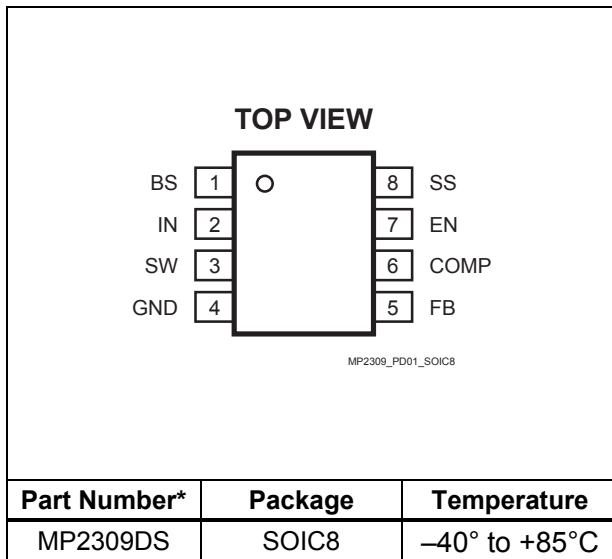 TOP VIEW
BS 1 8 SS
IN 2 7 EN
SW 3 6 COMP
GND 4 5 FB
MP2309_PD01_SOIC8
Part Number* Package Temperature
MP2309DS SOIC8 –40° to +85°C